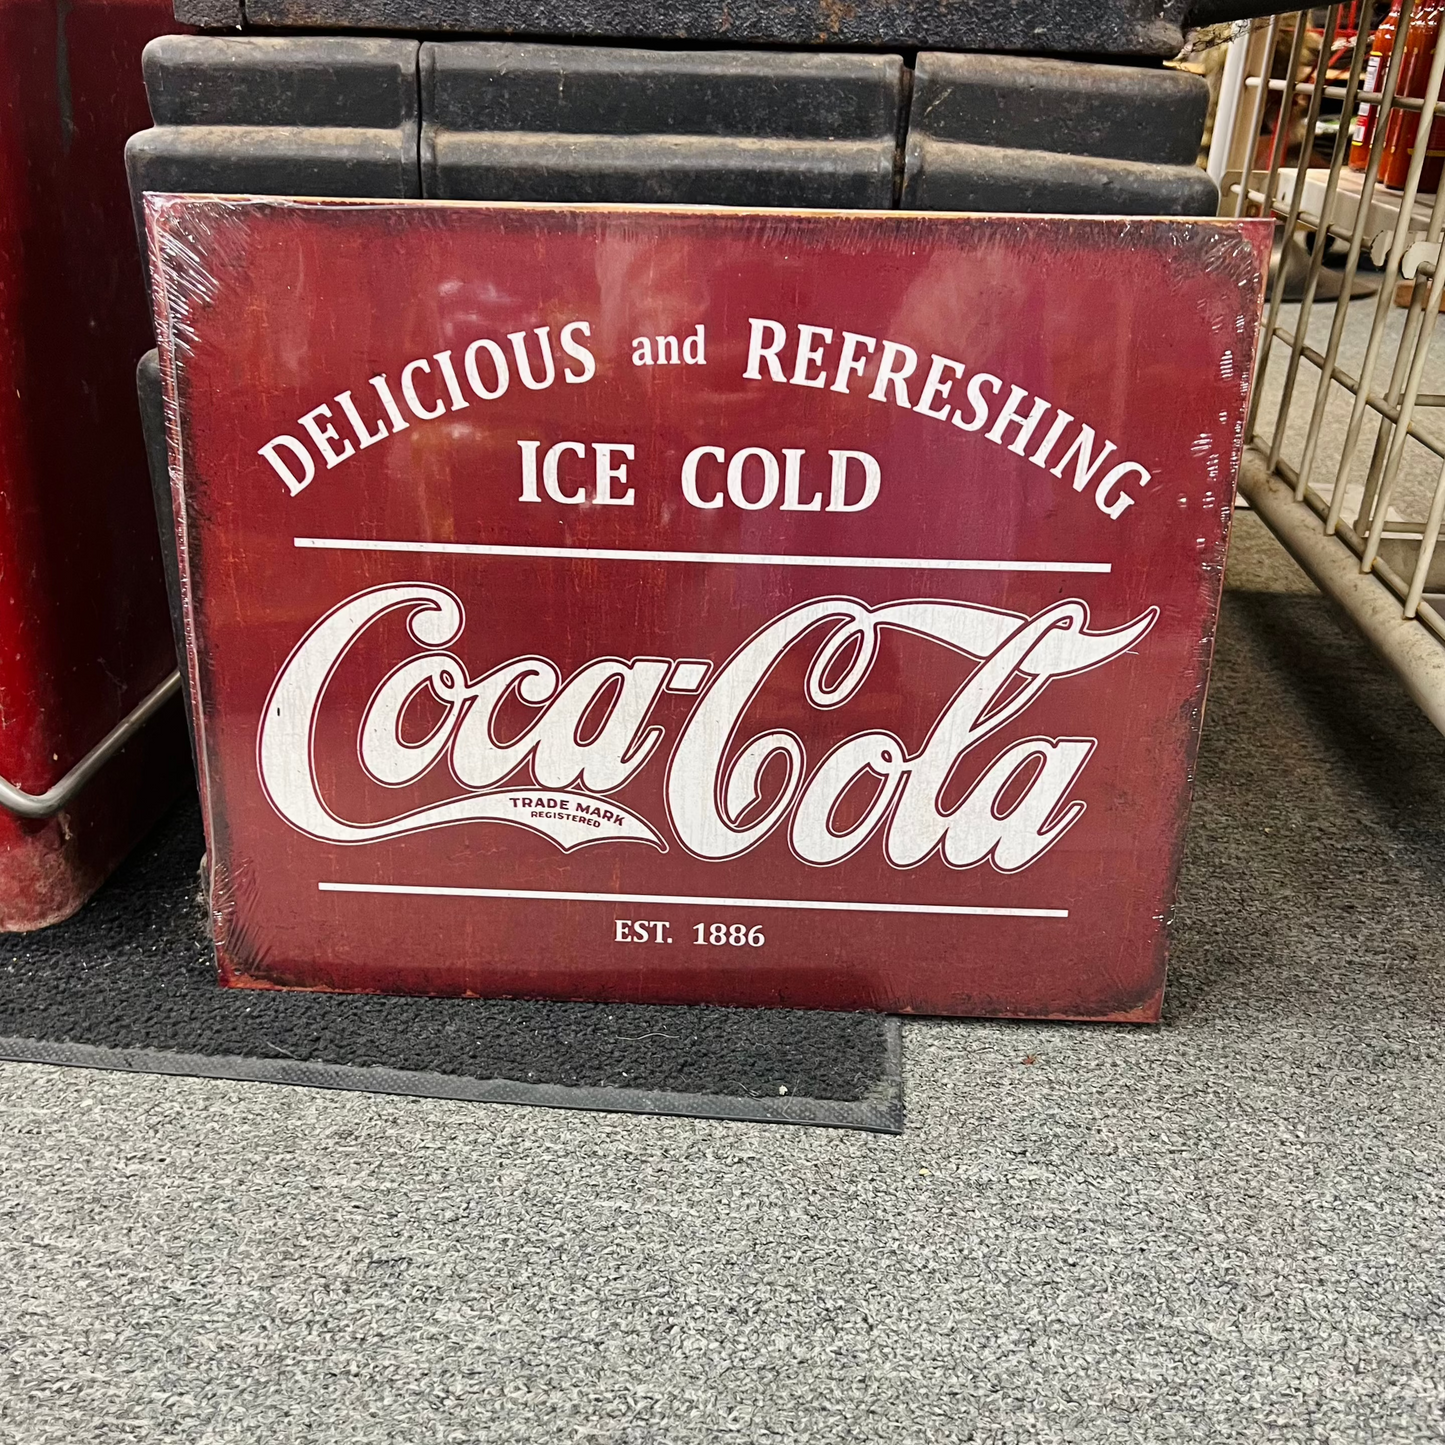 DELICIOUS and REFRESHING
ICE COLD
Coca-Cola
TRADE MARK
REGISTERED
EST. 1886